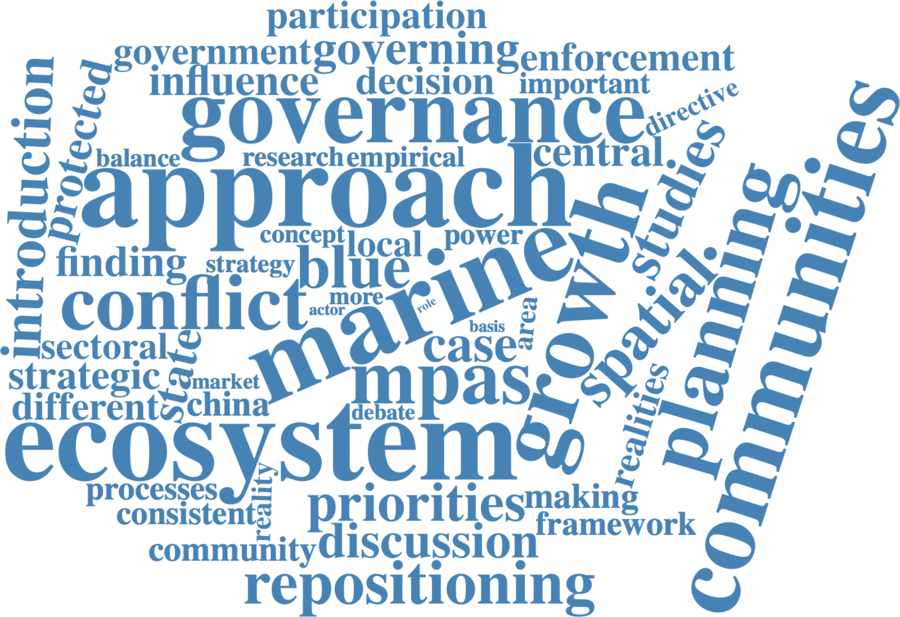 participation
government governing enforcement
influence decision important
governance directive
protected
introduction
balance research empirical central
studies
approach
communities
planning
growth
concept local power
finding strategy blue
marineth
conflict more
actor role
basis area
spatial
sectoral case
strategic state market mpas
different china debate
realities
ecosystem
processes reality priorities making
consistent framework
community discussion
repositioning